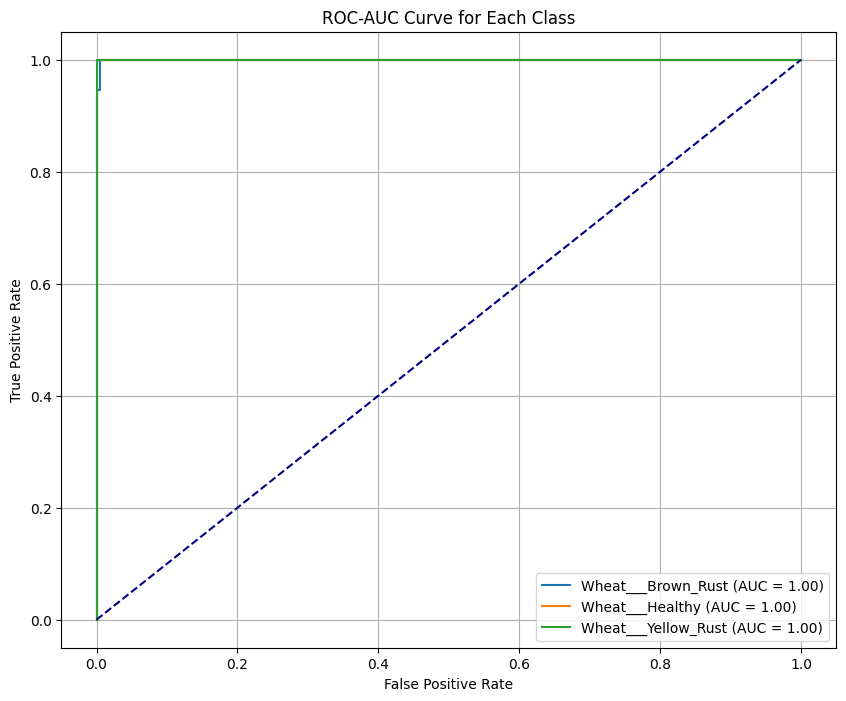 ROC-AUC Curve for Each Class
1.0
0.8
0.6
0.4
0.2
0.0
True Positive Rate
0.0 0.2 0.4 0.6 0.8 1.0
False Positive Rate
Wheat___Brown_Rust (AUC = 1.00)
Wheat___Healthy (AUC = 1.00)
Wheat___Yellow_Rust (AUC = 1.00)